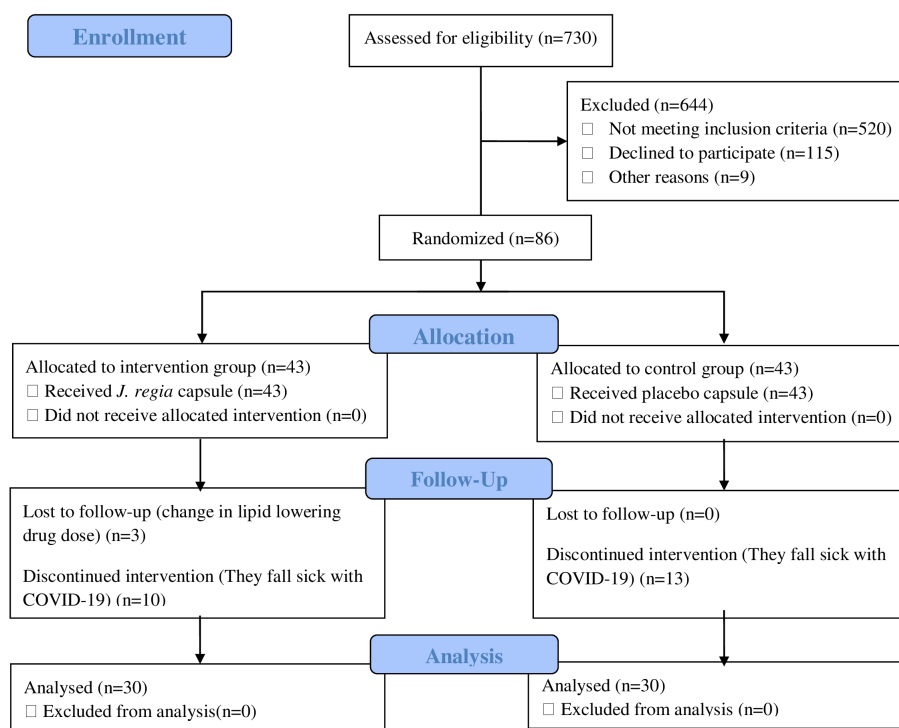 Enrollment
Assessed for eligibility (n=730)
Excluded (n=644)
□ Not meeting inclusion criteria (n=520)
□ Declined to participate (n=115)
□ Other reasons (n=9)
Randomized (n=86)
Allocation
Allocated to intervention group (n=43)
□ Received J. regia capsule (n=43)
□ Did not receive allocated intervention (n=0)
Allocated to control group (n=43)
□ Received placebo capsule (n=43)
□ Did not receive allocated intervention (n=0)
Follow-Up
Lost to follow-up (change in lipid lowering
drug dose) (n=3)
Discontinued intervention (They fall sick with
COVID-19) (n=10)
Lost to follow-up (n=0)
Discontinued intervention (They fall sick with
COVID-19) (n=13)
Analysis
Analysed (n=30)
□ Excluded from analysis(n=0)
Analysed (n=30)
□ Excluded from analysis (n=0)